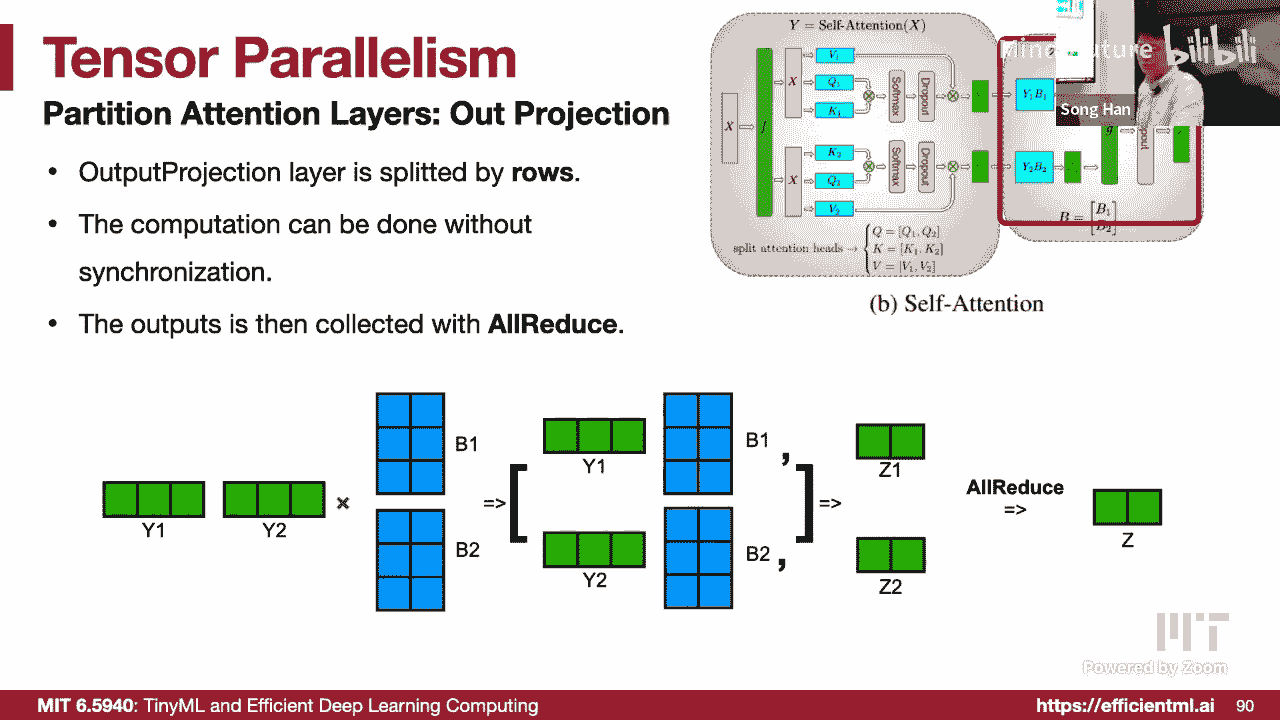 Tensor Parallelism
Partition Attention Layers: Out Projection
• OutputProjection layer is splitted by rows.
• The computation can be done without
synchronization.
• The outputs is then collected with AllReduce.
Y = Self-Attention(X)
X
f
X
V₁
Q₁
K₁
Softmax
Dropout
X
K₂
Q₂
V₂
Softmax
Dropout
split attention heads → { Q = [Q₁, Q₂]
K = [K₁, K₂]
V = [V₁, V₂]
Y₁B₁
Y₂B₂
g
B = [B₁
B₂]
(b) Self-Attention
bilibili
Song Han
Y1
Y2
×
B1
B2
=>
[
Y1
B1 ,
Y2
B2 ,
]
=>
Z1
Z2
AllReduce
=>
Z
MIT
Powered by Zoom
MIT 6.5940: TinyML and Efficient Deep Learning Computing
https://efficientml.ai
90